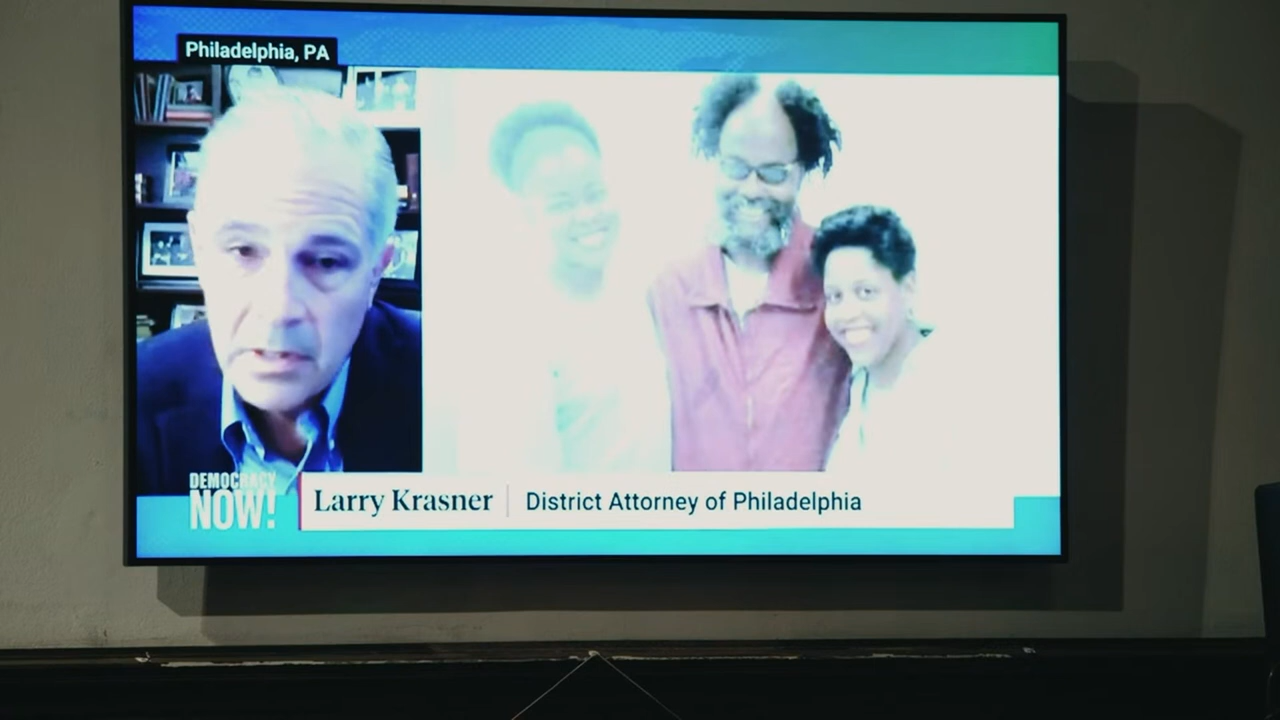 Philadelphia, PA
DEMOCRACY
NOW!
Larry Krasner
District Attorney of Philadelphia